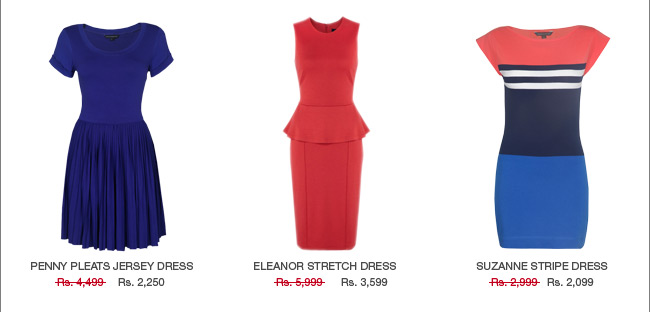 PENNY PLEATS JERSEY DRESS
Rs. 4,499 Rs. 2,250
ELEANOR STRETCH DRESS
Rs. 5,999 Rs. 3,599
SUZANNE STRIPE DRESS
Rs. 2,999 Rs. 2,099